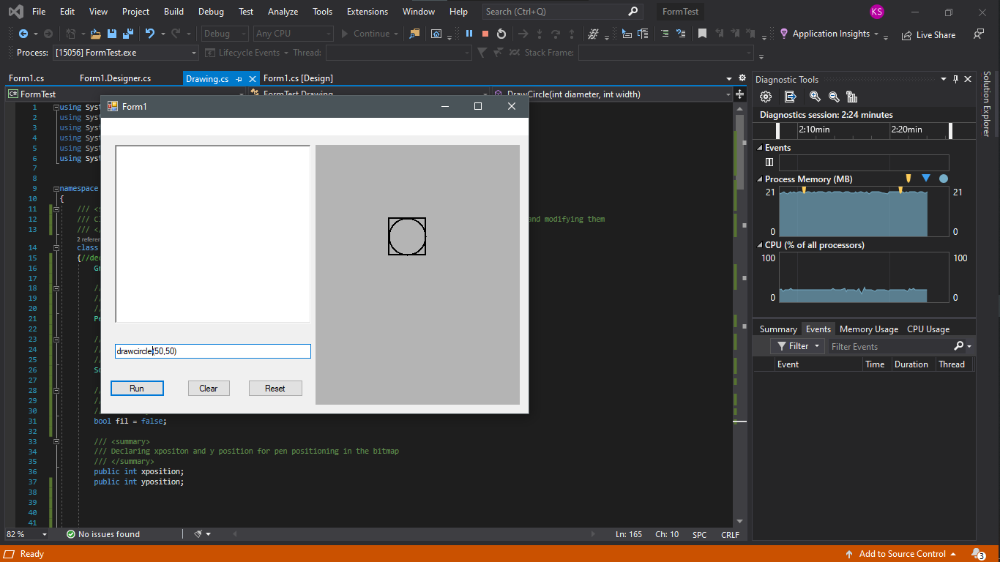 File Edit View Project Build Debug Test Analyze Tools Extensions Window Help Search (Ctrl+Q) FormTest KS
Debug Any CPU Continue Application Insights Live Share
Process: [15056] FormTest.exe Lifecycle Events Thread: Stack Frame:
Form1.cs Form1.Designer.cs Drawing.cs Form1.cs [Design]
C# FormTest FormTest.Drawing DrawCircle(int diameter, int width)
Form1
1 using Syst
2 using Syst
3 using Syst
4 using Syst
5 using Syst
6 using Syst
7
8
9 namespace
10 {
11 /// <s
12 /// Cl and modifying them
13 /// </
2 referen
14 class
15 {//dec
16 Gr
17
18 //
19 //
20 //
21 Pe
22
23 //
24 //
25 //
26 So
27
28 //
29 //
30 //
31 bool fil = false;
32
33 /// <summary>
34 /// Declaring xpositon and y position for pen positioning in the bitmap
35 /// </summary>
36 public int xposition;
37 public int yposition;
38
39
40
41
drawcircle(50,50)
Run Clear Reset
82 % No issues found Ln: 165 Ch: 10 SPC CRLF
Diagnostic Tools
Diagnostics session: 2:24 minutes
2:10min 2:20min
Events
Process Memory (MB)
21 21
0 0
CPU (% of all processors)
100 100
0 0
Summary Events Memory Usage CPU Usage
Filter Filter Events
Event Time Duration Thread
Solution Explorer
Ready Add to Source Control 3